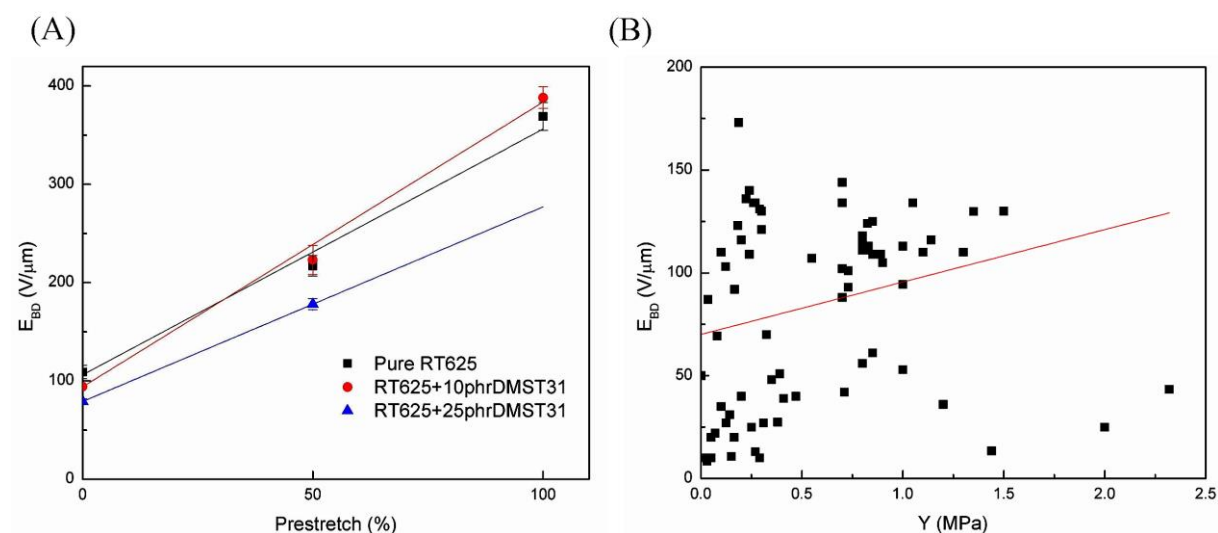 (A)
400
300
200
100
0
E_BD (V/μm)
Pure RT625
RT625+10phrDMST31
RT625+25phrDMST31
0
50
100
Prestretch (%)
(B)
200
150
100
50
0
E_BD (V/μm)
0.0
0.5
1.0
1.5
2.0
2.5
Y (MPa)